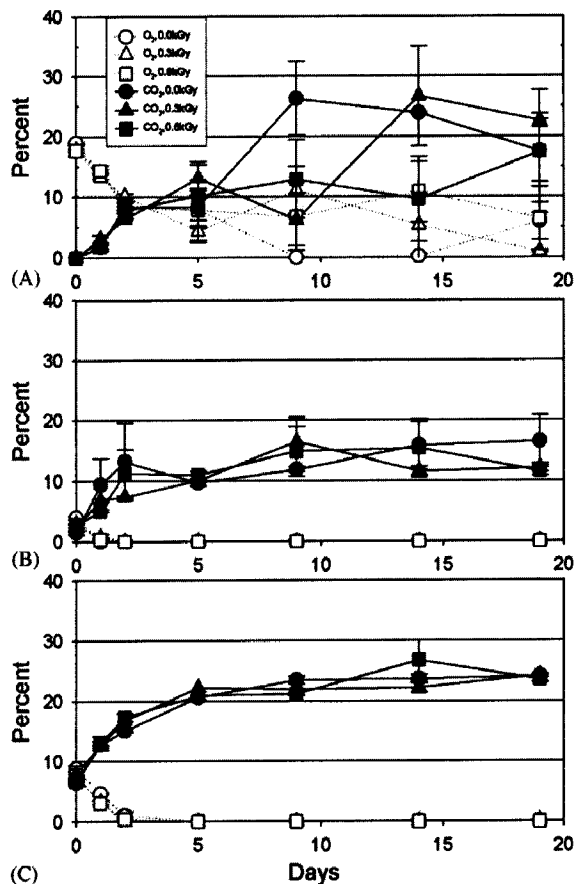 Percent
40
30
20
10
0
O₂,0.0kGy
O₂,0.3kGy
O₂,0.6kGy
CO₂,0.0kGy
CO₂,0.3kGy
CO₂,0.6kGy
0 5 10 15 20
(A)
Percent
40
30
20
10
0
0 5 10 15 20
(B)
Percent
40
30
20
10
0
0 5 10 15 20
(C)
Days